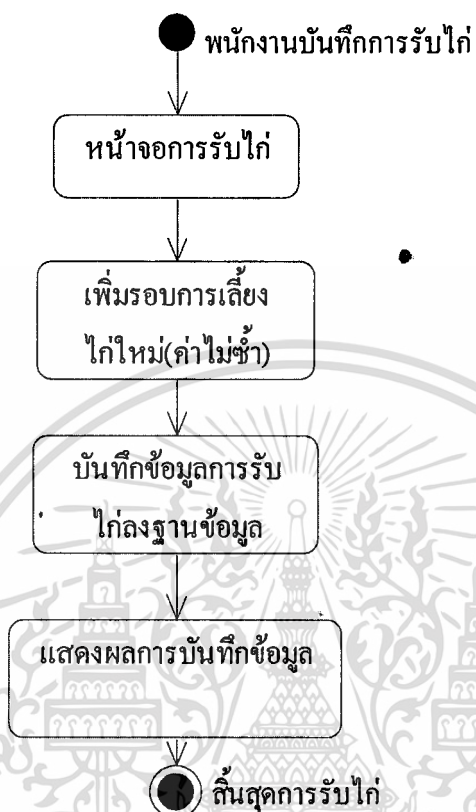 พนักงานบันทึกการรับไก่
หน้าจอการรับไก่
เพิ่มรอบการเลี้ยง
ไก่ใหม่(ค่าไม่ซ้ำ)
บันทึกข้อมูลการรับ
ไก่ลงฐานข้อมูล
แสดงผลการบันทึกข้อมูล
สิ้นสุดการรับไก่